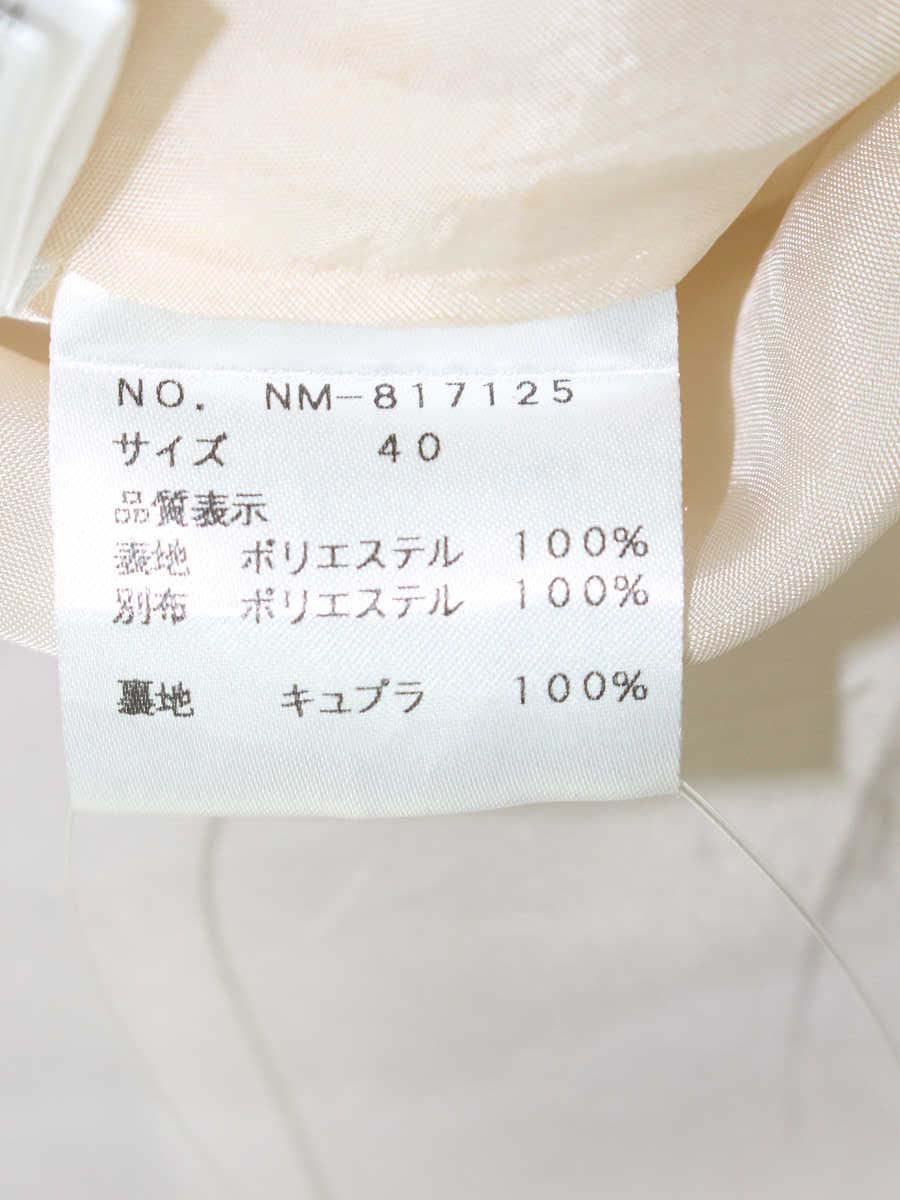 NO. NM-817125
サイズ 40
品質表示
表地 ポリエステル 100%
別布 ポリエステル 100%
裏地 キュプラ 100%